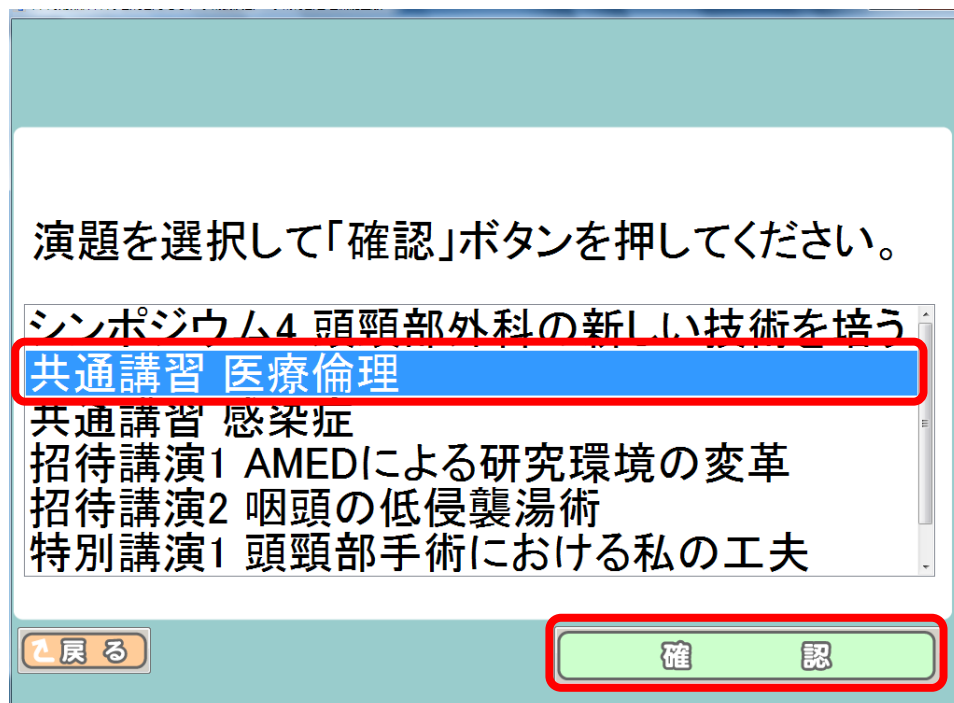 演題を選択して「確認」ボタンを押してください。
シンポジウム4 頭頸部外科の新しい技術を培う
共通講習 医療倫理
共通講習 感染症
招待講演1 AMEDによる研究環境の変革
招待講演2 咽頭の低侵襲湯術
特別講演1 頭頸部手術における私の工夫
戻る
確認